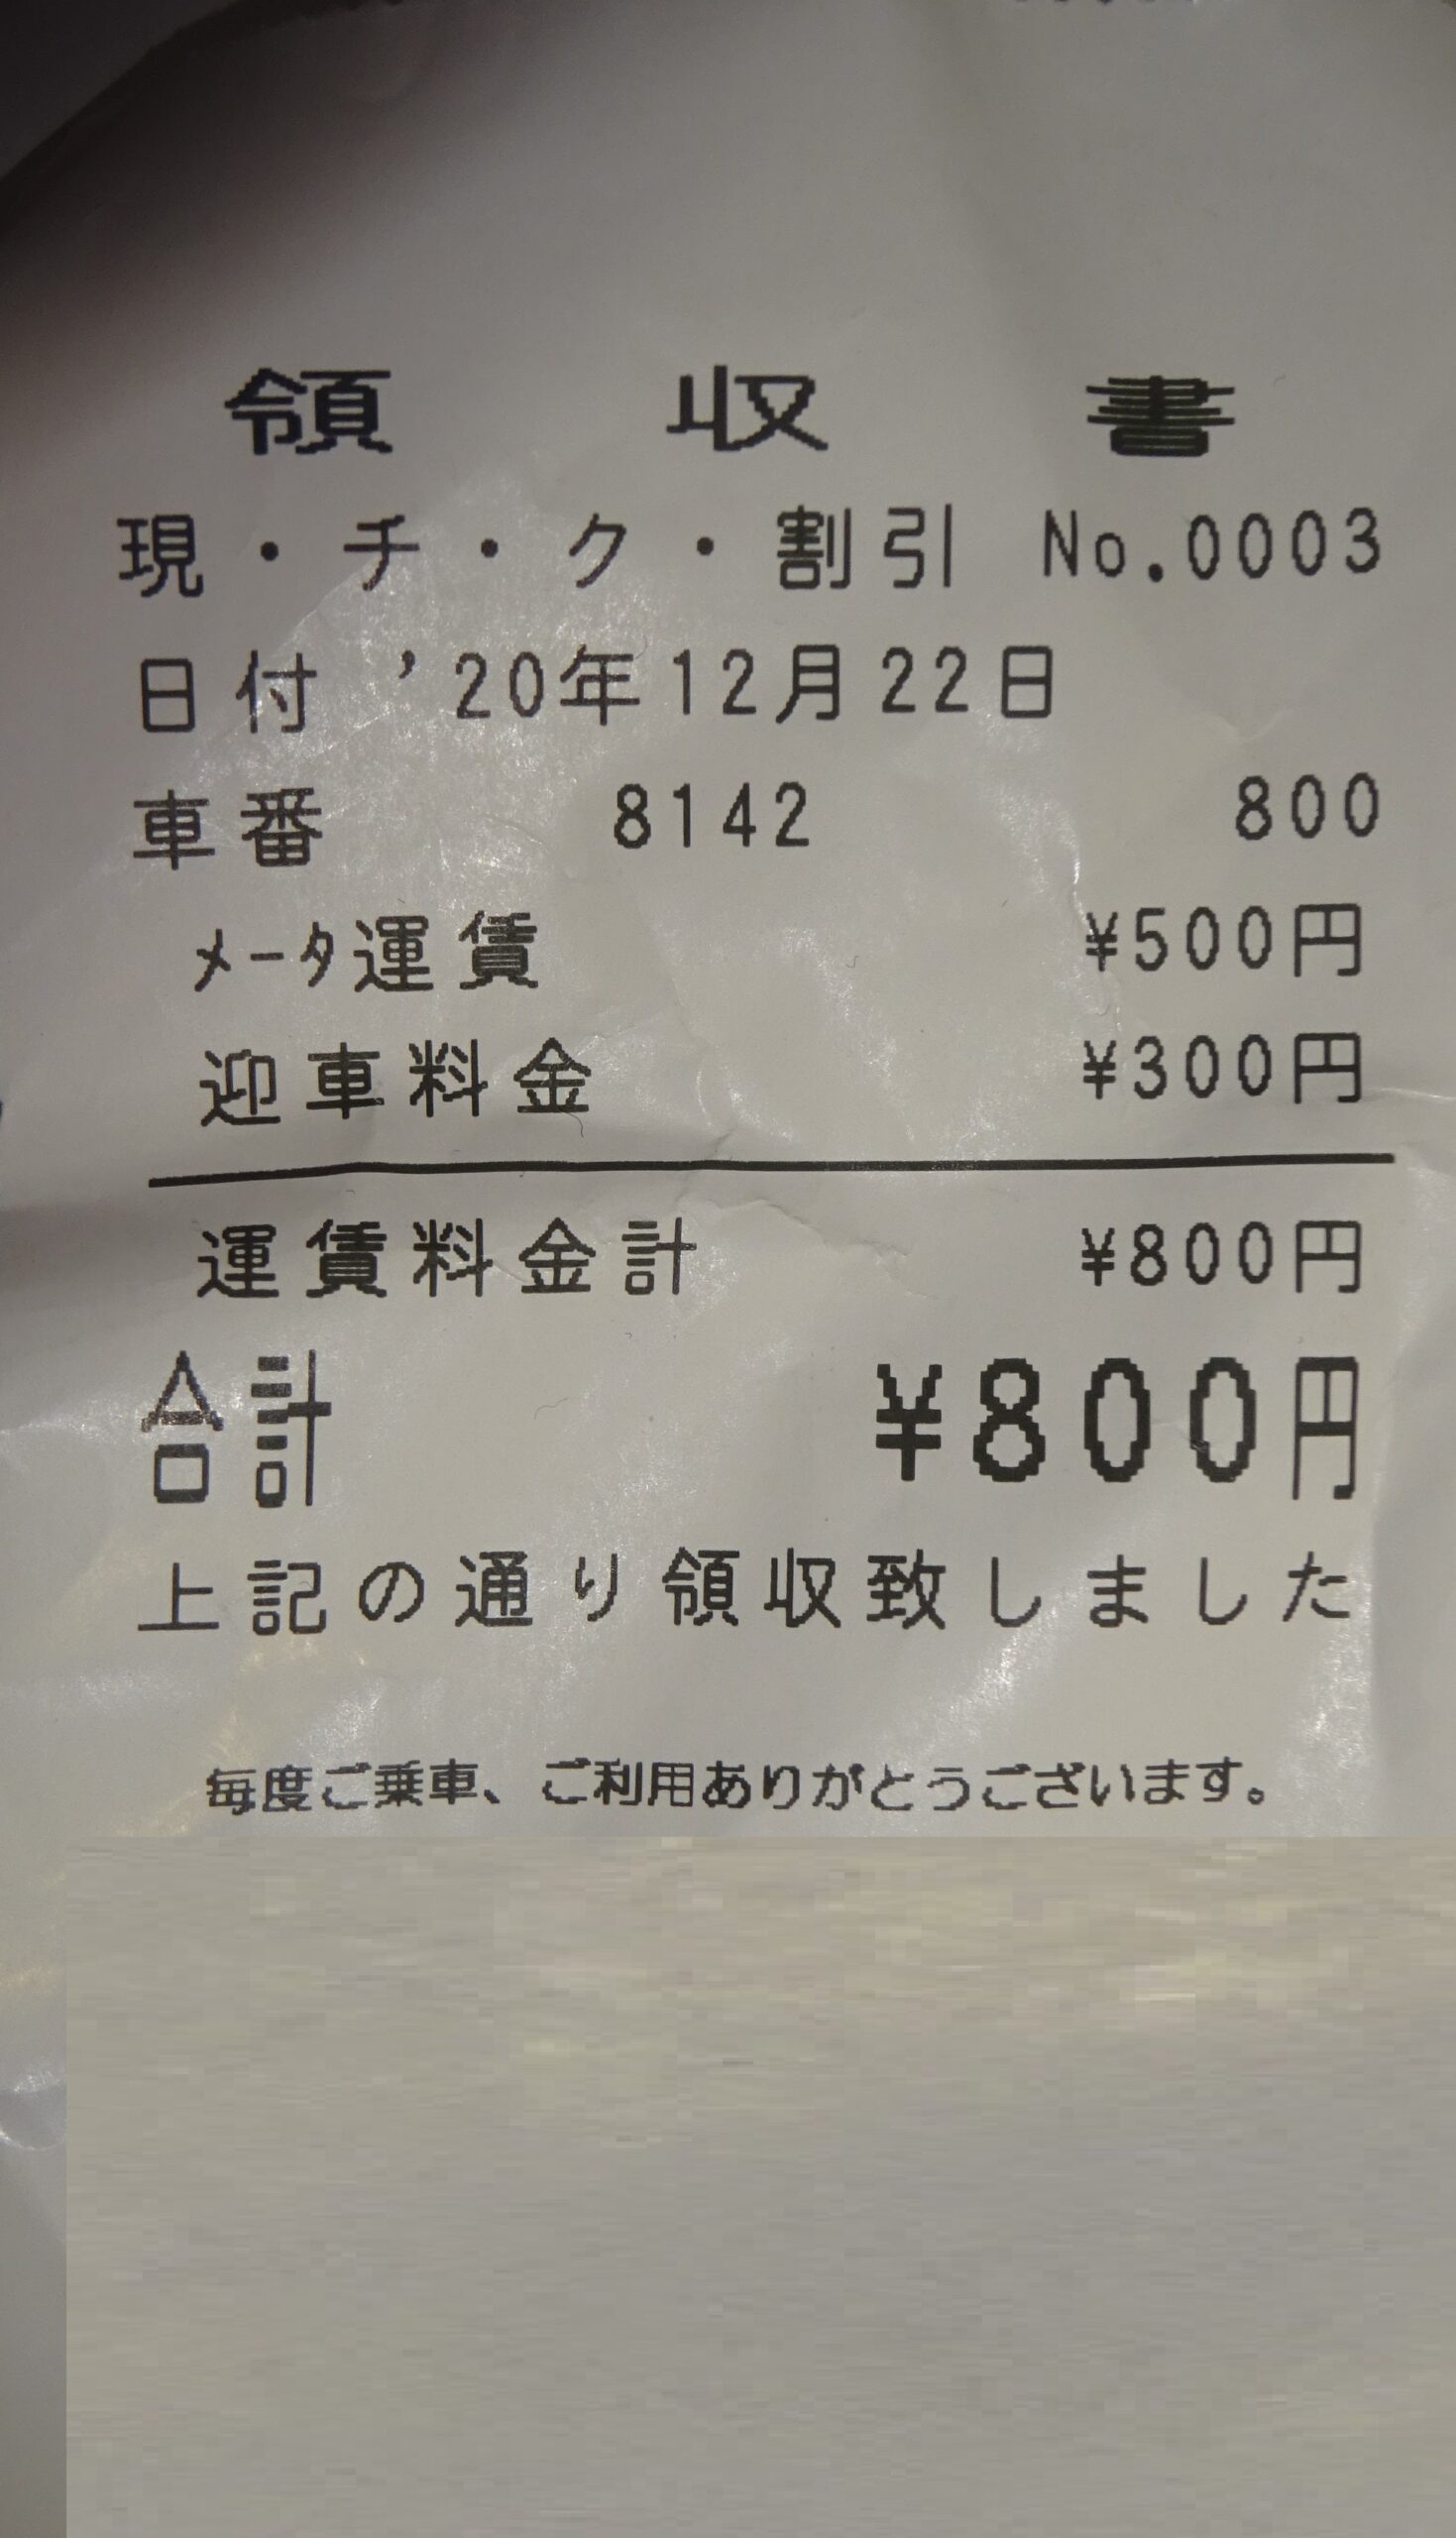 領 収 書
現・チ・ク・割引 No.0003
日付 ’20年12月22日
車番 8142 800
ﾒｰﾀ運賃 ¥500円
迎車料金 ¥300円
運賃料金計 ¥800円
合計 ¥800円
上記の通り領収致しました
毎度ご乗車、ご利用ありがとうございます。